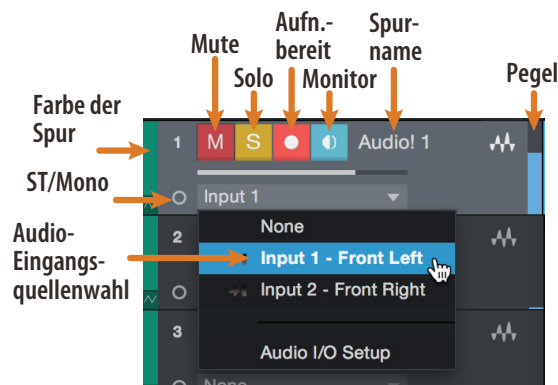 Aufn.-
bereit
Spur-
name
Mute
Solo
Monitor
Pegel
Farbe der
Spur
1 M S Audio! 1
ST/Mono
Input 1
Audio-
Eingangs-
quellenwahl
2
None
Input 1 - Front Left
Input 2 - Front Right
3
Audio I/O Setup
None